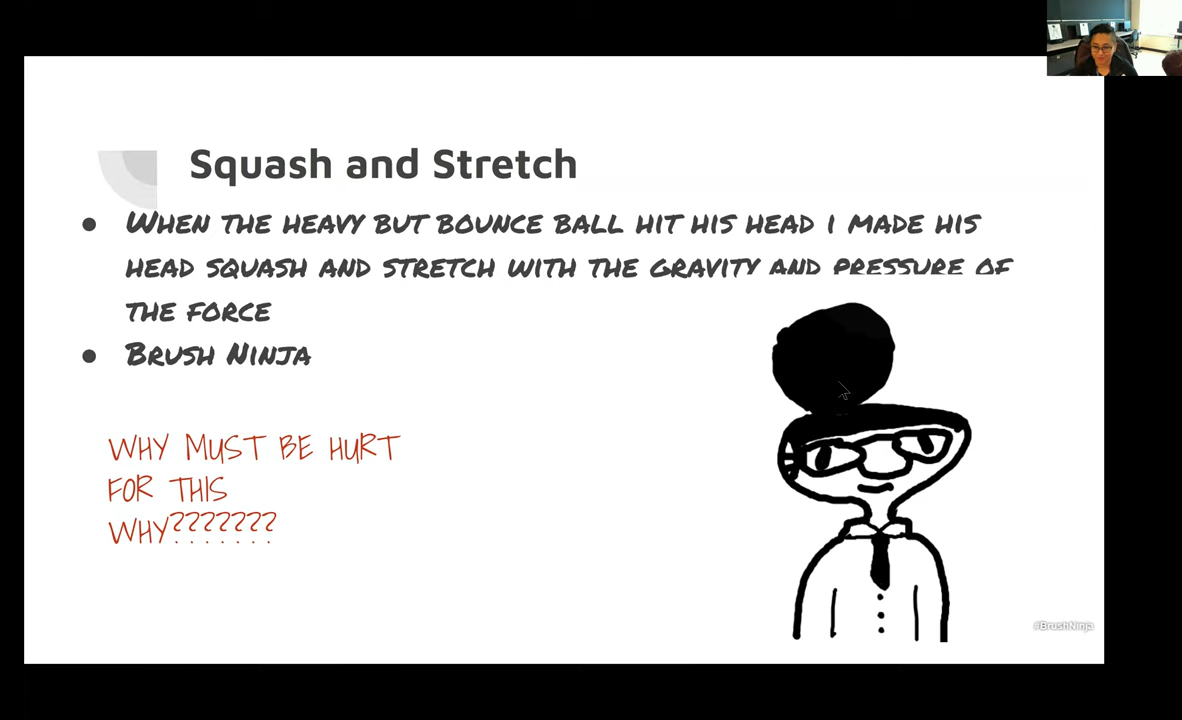 Squash and Stretch
● When the heavy but bounce ball hit his head I made his
head squash and stretch with the gravity and pressure of
the force
● Brush Ninja
WHY MUST BE HURT
FOR THIS
WHY???????
#BrushNinja